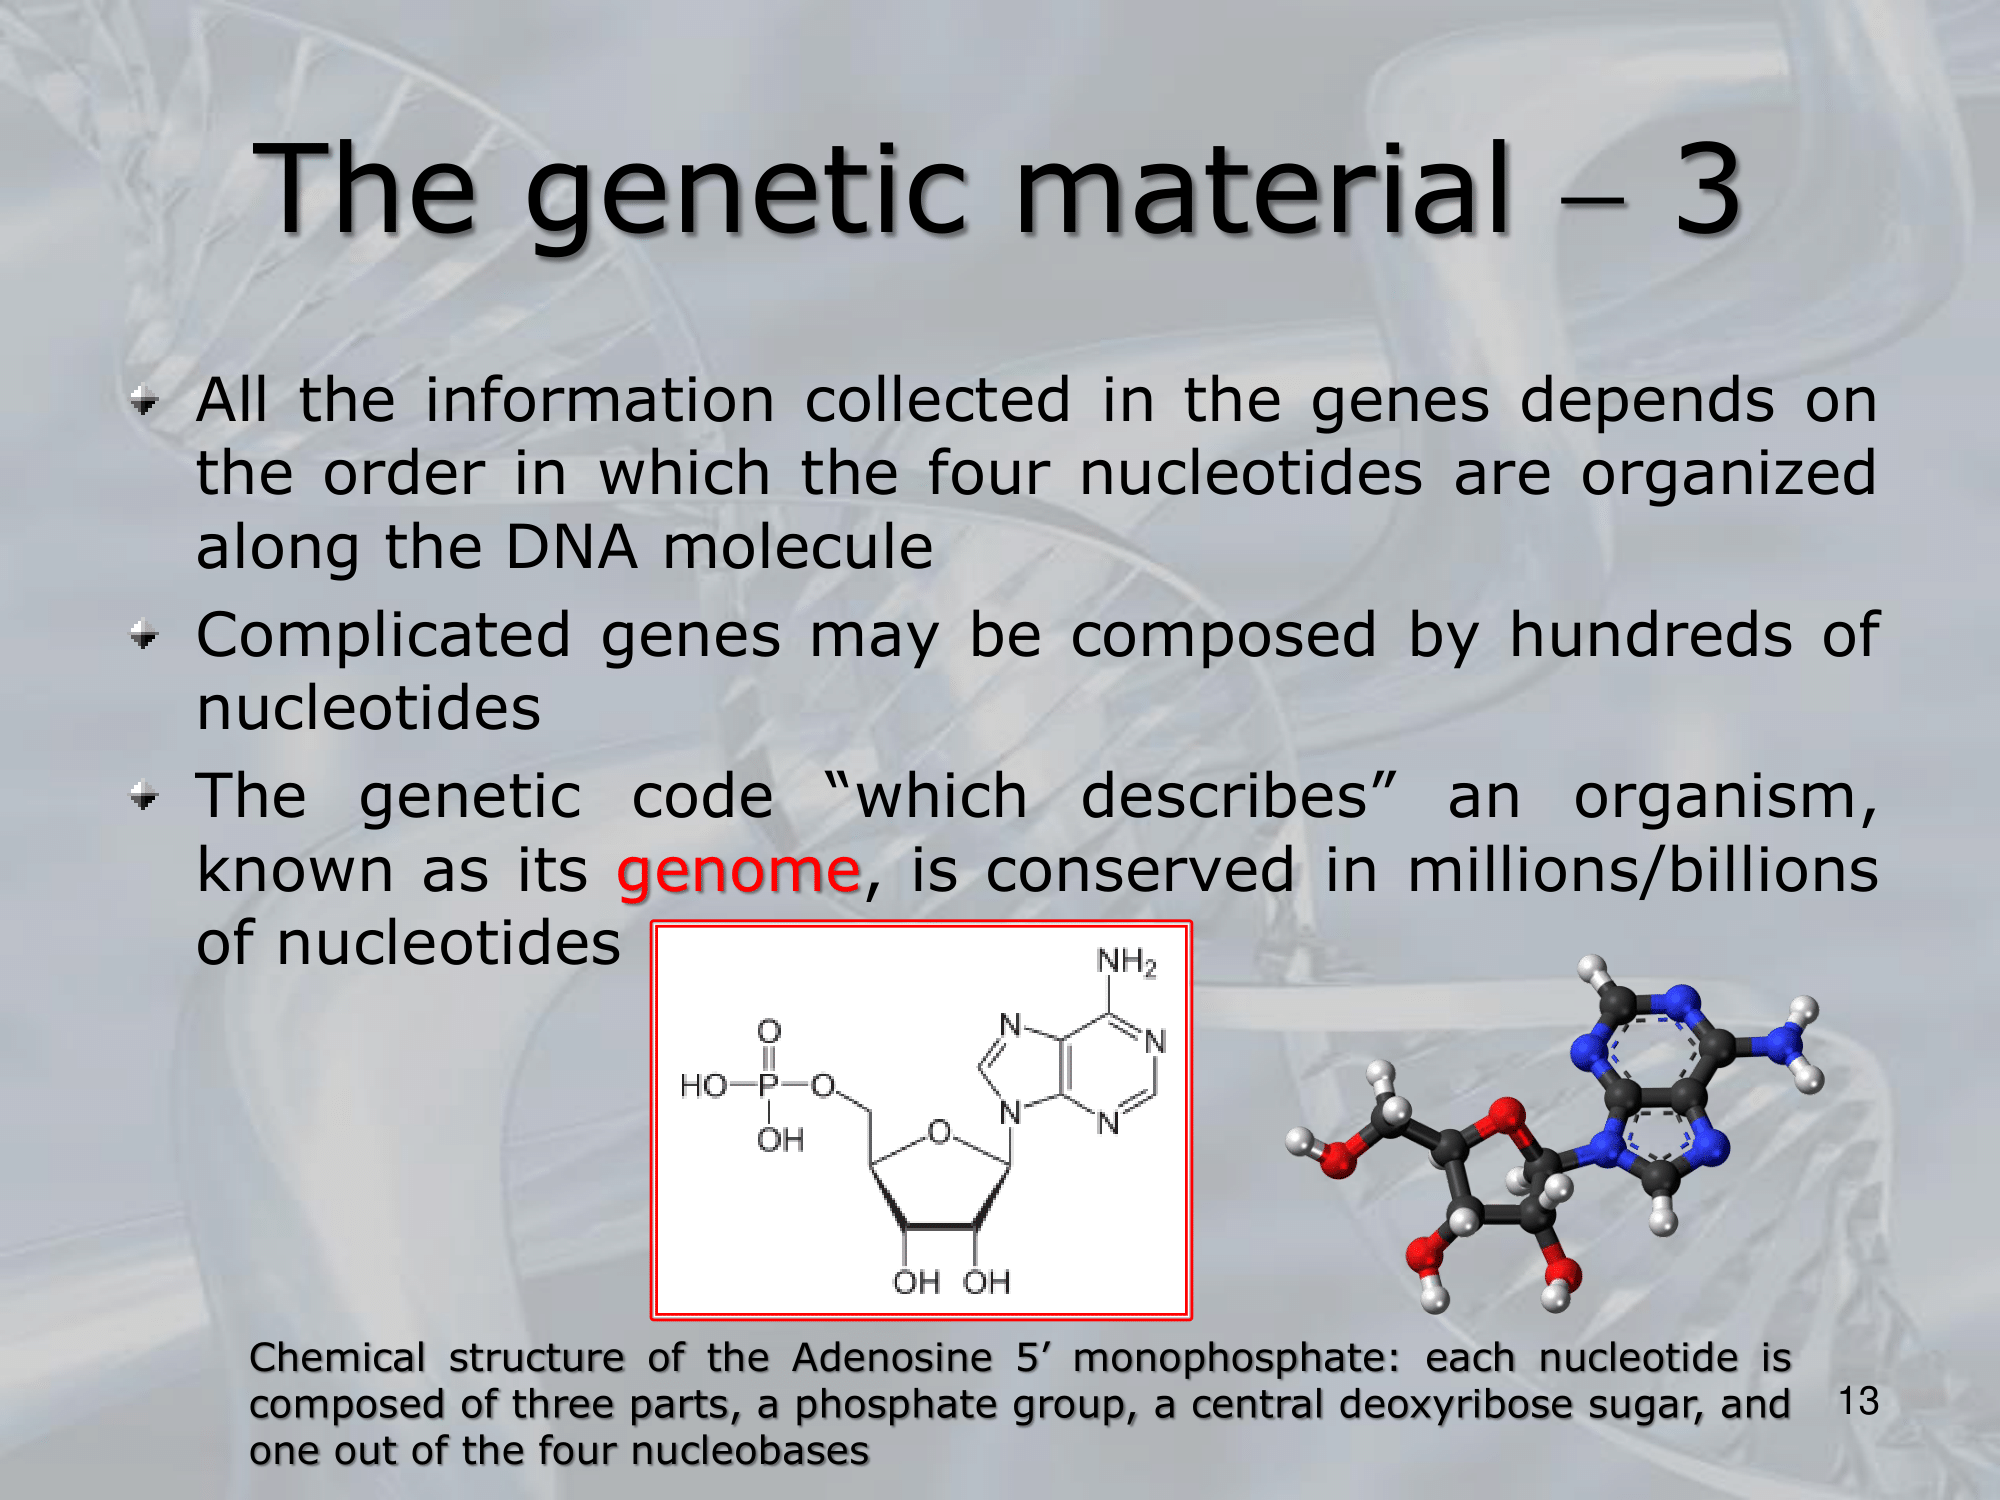 The genetic material – 3
All the information collected in the genes depends on
the order in which the four nucleotides are organized
along the DNA molecule
Complicated genes may be composed by hundreds of
nucleotides
The genetic code “which describes” an organism,
known as its genome, is conserved in millions/billions
of nucleotides
NH2
O
N
N
HO P O
N
N
OH
O
OH OH
Chemical structure of the Adenosine 5′ monophosphate: each nucleotide is
composed of three parts, a phosphate group, a central deoxyribose sugar, and
one out of the four nucleobases
13